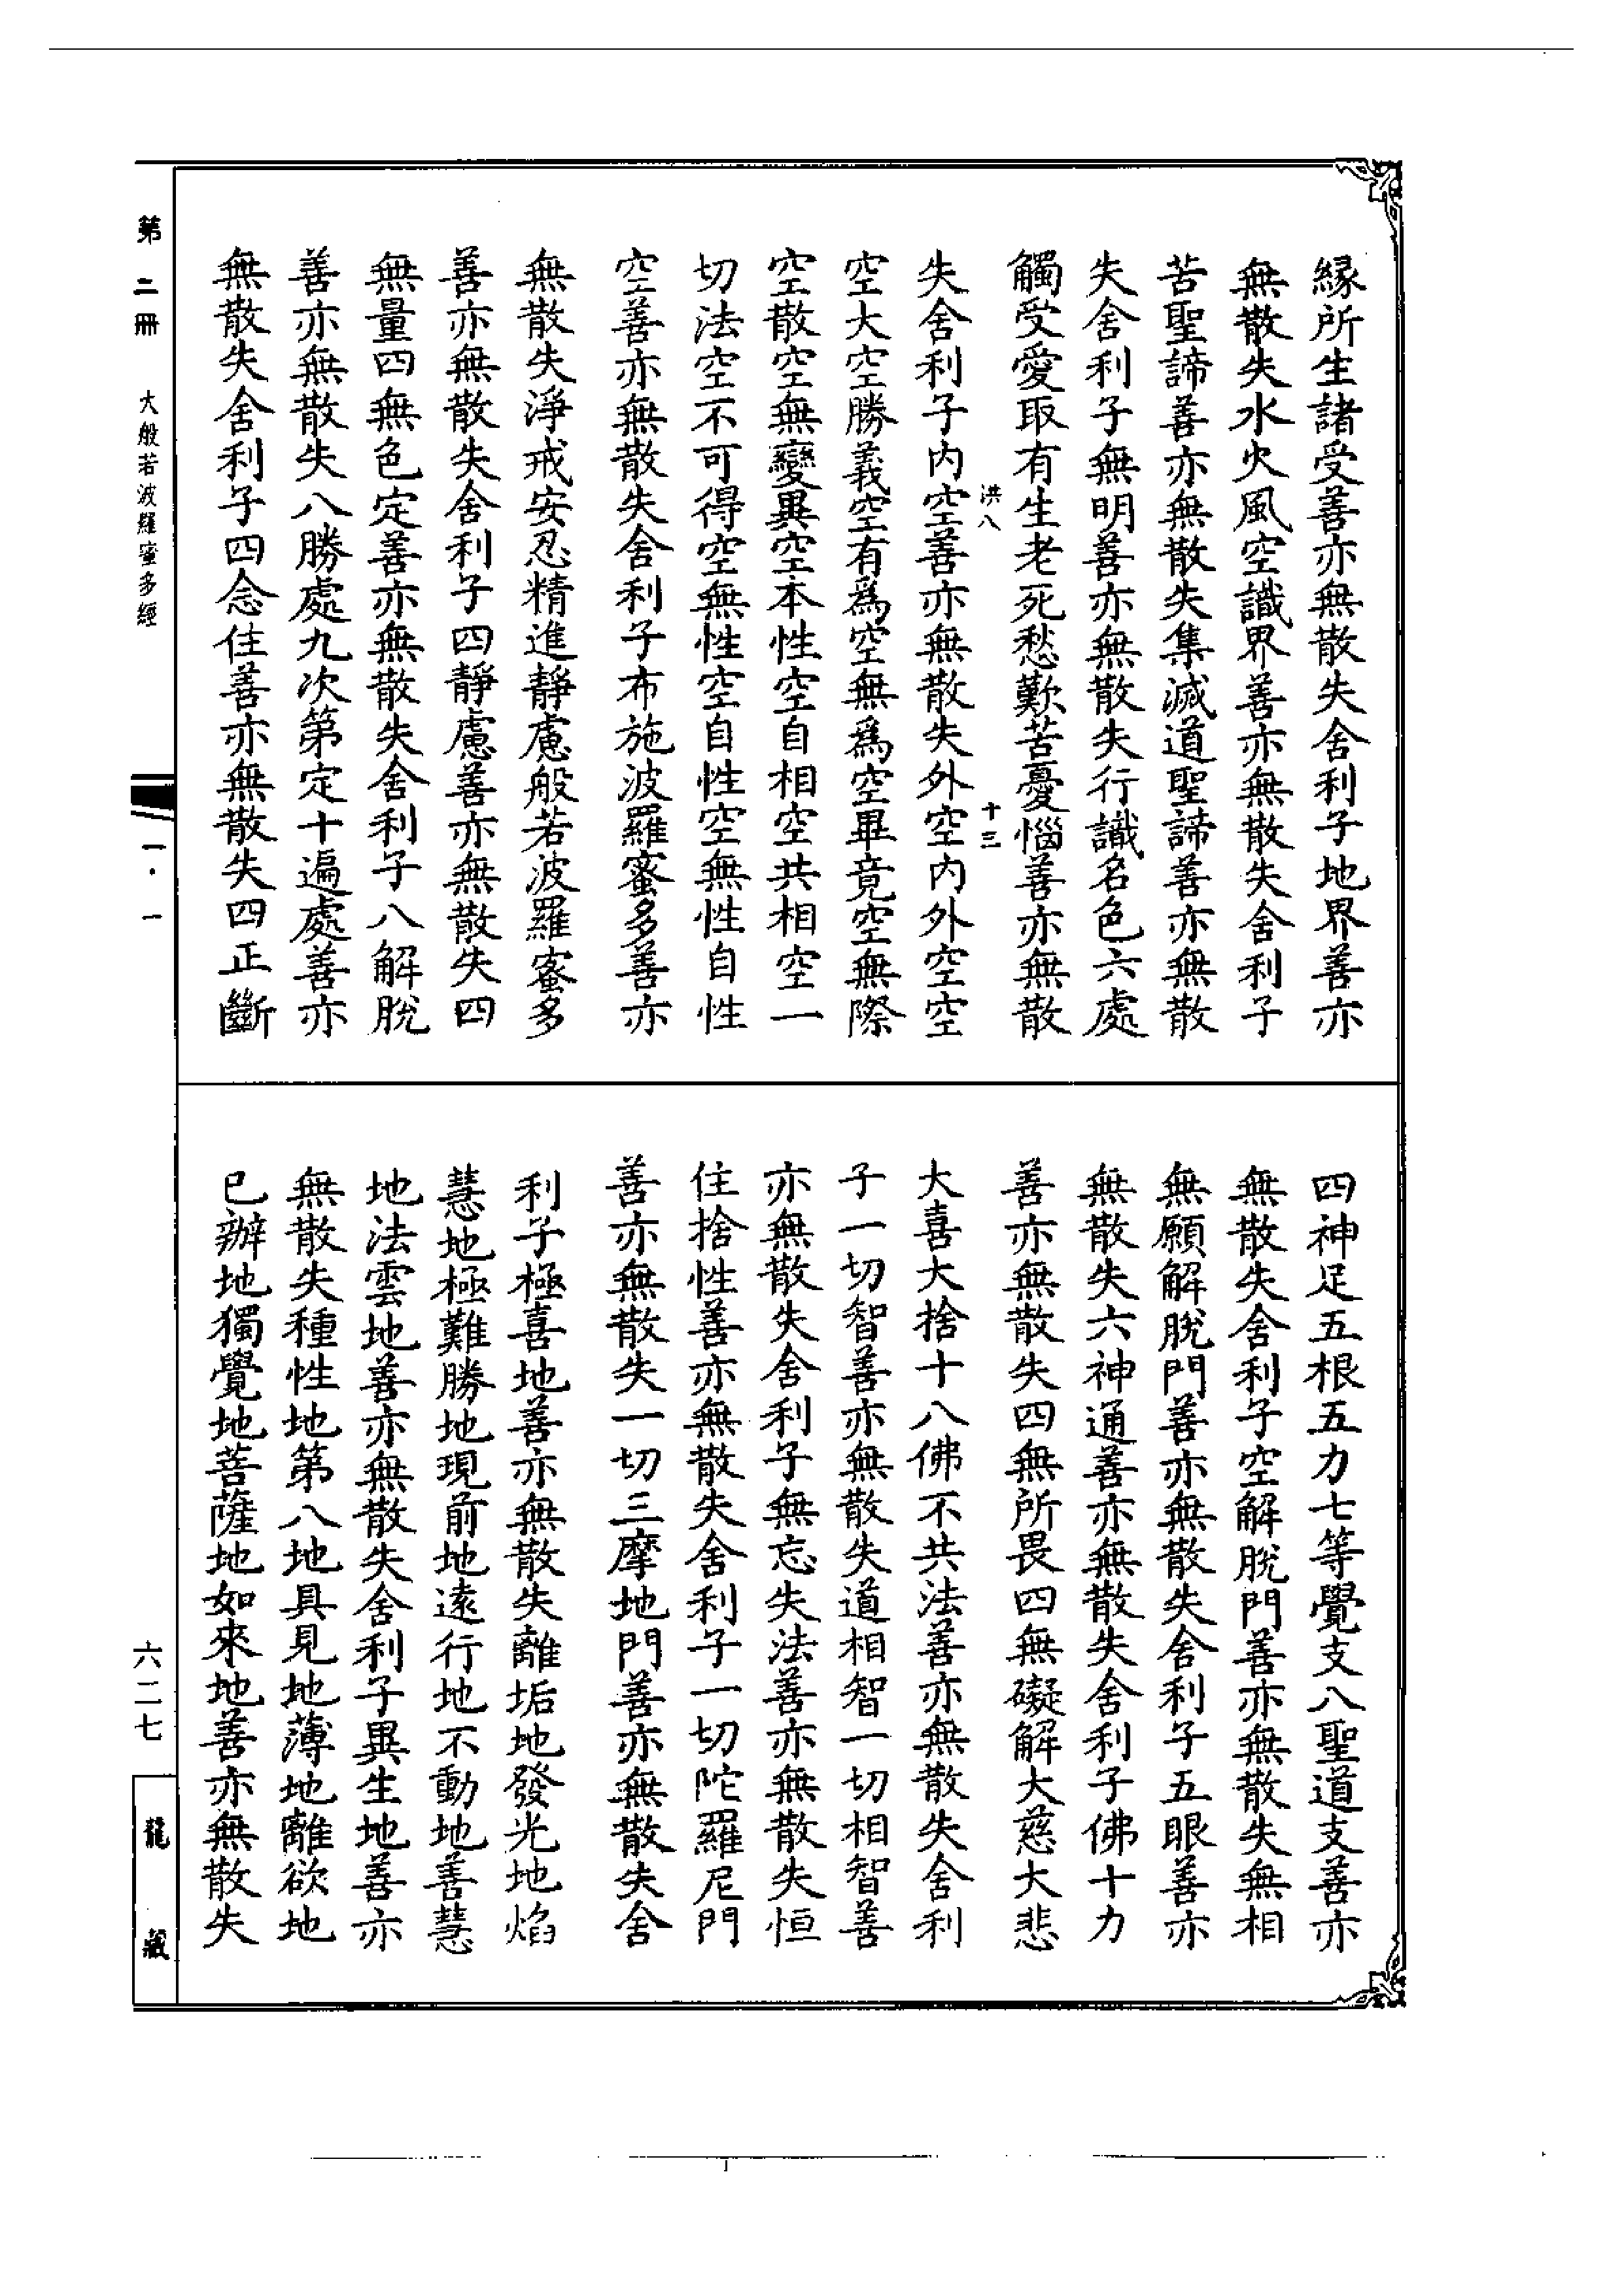 縁所生諸受善亦無散失舍利子地界善亦
無散失水火風空識界善亦無散失舍利子
苦聖諦善亦無散失集滅道聖諦善亦無散
失舍利子無明善亦無散失行識名色六處
觸受愛取有生老死愁歎苦憂惱善亦無散
洪八　十三
失舍利子内空善亦無散失外空内外空空
空大空勝義空有爲空無爲空畢竟空無際
空散空無變異空本性空自相空共相空一
切法空不可得空無性空自性空無性自性
空善亦無散失舍利子布施波羅蜜多善亦
無散失淨戒安忍精進靜慮般若波羅蜜多
善亦無散失舍利子四靜慮善亦無散失四
無量四無色定善亦無散失舍利子八解脫
善亦無散失八勝處九次第定十遍處善亦
無散失舍利子四念住善亦無散失四正斷
四神足五根五力七等覺支八聖道支善亦
無散失舍利子空解脫門善亦無散失無相
無願解脫門善亦無散失舍利子五眼善亦
無散失六神通善亦無散失舍利子佛十力
善亦無散失四無所畏四無礙解大慈大悲
大喜大捨十八佛不共法善亦無散失舍利
子一切智善亦無散失道相智一切相智善
亦無散失舍利子無忘失法善亦無散失恒
住捨性善亦無散失舍利子一切陀羅尼門
善亦無散失一切三摩地門善亦無散失舍
利子極喜地善亦無散失離垢地發光地焰
慧地極難勝地現前地遠行地不動地善慧
地法雲地善亦無散失舍利子異生地善亦
無散失種性地第八地具見地薄地離欲地
已辦地獨覺地菩薩地如來地善亦無散失
第二冊　大般若波羅蜜多經
一·一
六二七
龍藏